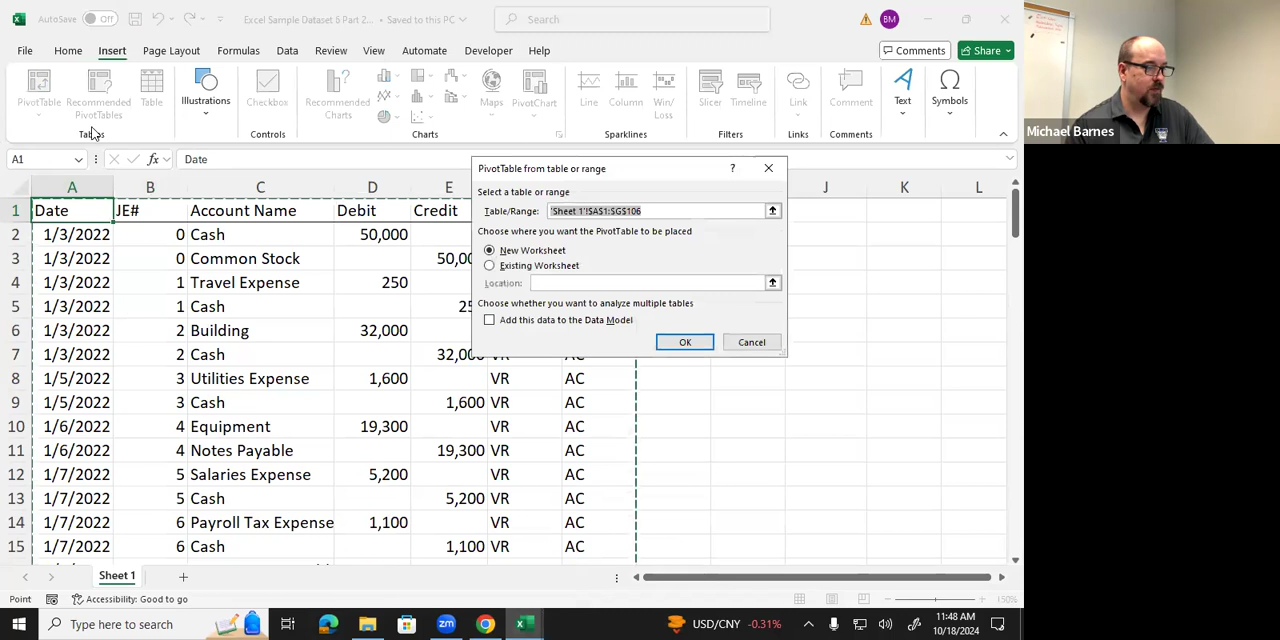 AutoSave Off Excel Sample Dataset 6 Part 2... • Saved to this PC Search BM
File Home Insert Page Layout Formulas Data Review View Automate Developer Help Comments Share
PivotTable Recommended PivotTables Table Illustrations Checkbox Recommended Charts Maps PivotChart Line Column Win/Loss Slicer Timeline Link Comment Text Symbols
Tables Controls Charts Sparklines Filters Links Comments
A1 fx Date
A B C D E J K L
1 Date JE# Account Name Debit Credit
2 1/3/2022 0 Cash 50,000
3 1/3/2022 0 Common Stock 50,00
4 1/3/2022 1 Travel Expense 250
5 1/3/2022 1 Cash 25
6 1/3/2022 2 Building 32,000
7 1/3/2022 2 Cash 32,000 VR AC
8 1/5/2022 3 Utilities Expense 1,600 VR AC
9 1/5/2022 3 Cash 1,600 VR AC
10 1/6/2022 4 Equipment 19,300 VR AC
11 1/6/2022 4 Notes Payable 19,300 VR AC
12 1/7/2022 5 Salaries Expense 5,200 VR AC
13 1/7/2022 5 Cash 5,200 VR AC
14 1/7/2022 6 Payroll Tax Expense 1,100 VR AC
15 1/7/2022 6 Cash 1,100 VR AC
PivotTable from table or range ?
Select a table or range
Table/Range: 'Sheet 1'!$A$1:$G$106
Choose where you want the PivotTable to be placed
New Worksheet
Existing Worksheet
Location:
Choose whether you want to analyze multiple tables
Add this data to the Data Model
OK Cancel
Sheet 1
Point Accessibility: Good to go 150%
Type here to search zm USD/CNY -0.31% 11:48 AM
10/18/2024
Michael Barnes